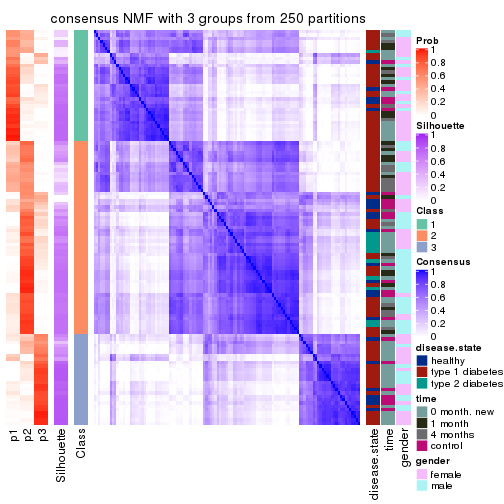 consensus NMF with 3 groups from 250 partitions
Prob
1
0.8
0.6
0.4
0.2
0
Silhouette
1
0.8
0.6
0.4
0.2
0
Class
1
2
3
Consensus
1
0.8
0.6
0.4
0.2
0
disease.state
healthy
type 1 diabetes
type 2 diabetes
time
0 month, new
1 month
4 months
control
gender
female
male
p1
p2
p3
Silhouette
Class
disease.state
time
gender